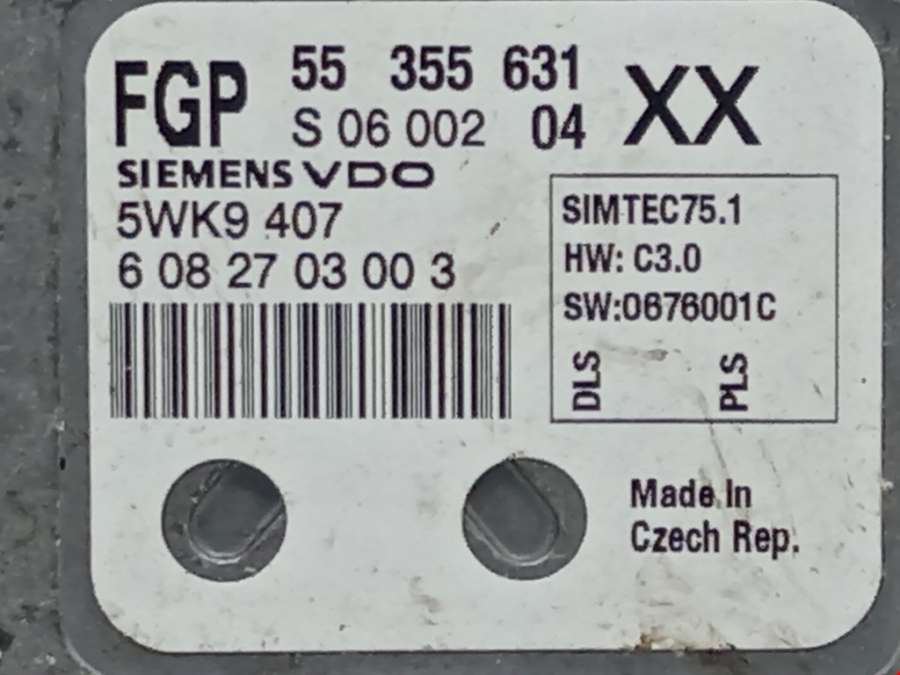 FGP 55 355 631 XX
S 06 002 04
SIEMENS VDO
5WK9 407
6 08 27 03 00 3
SIMTEC75.1
HW: C3.0
SW:0676001C
DLS PLS
Made in
Czech Rep.